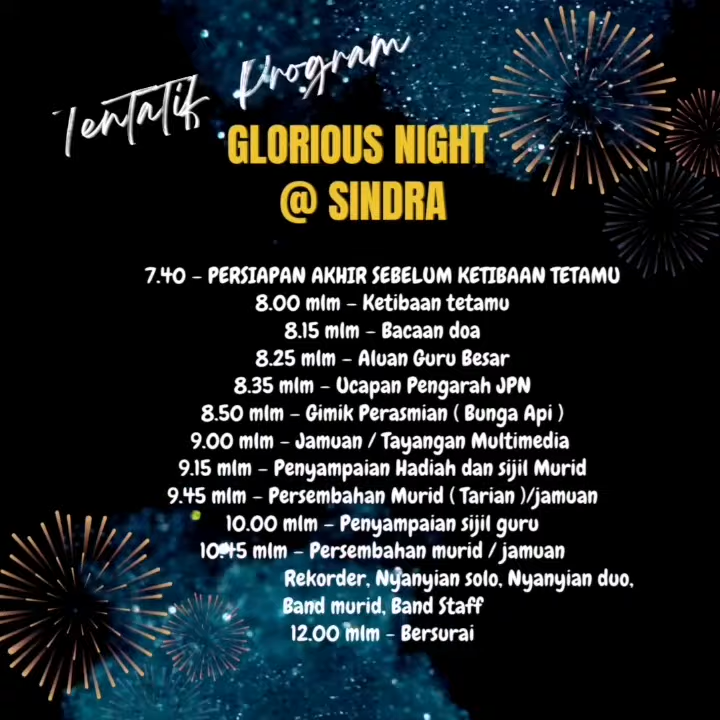 Tentatif Program
GLORIOUS NIGHT
@ SINDRA
7.40 - PERSIAPAN AKHIR SEBELUM KETIBAAN TETAMU
8.00 mlm - Ketibaan tetamu
8.15 mlm - Bacaan doa
8.25 mlm - Aluan Guru Besar
8.35 mlm - Ucapan Pengarah JPN
8.50 mlm - Gimik Perasmian ( Bunga Api )
9.00 mlm - Jamuan / Tayangan Multimedia
9.15 mlm - Penyampaian Hadiah dan sijil Murid
9.45 mlm - Persembahan Murid ( Tarian )/jamuan
10.00 mlm - Penyampaian sijil guru
10.45 mlm - Persembahan murid / jamuan
Rekorder, Nyanyian solo, Nyanyian duo,
Band murid, Band Staff
12.00 mlm - Bersurai